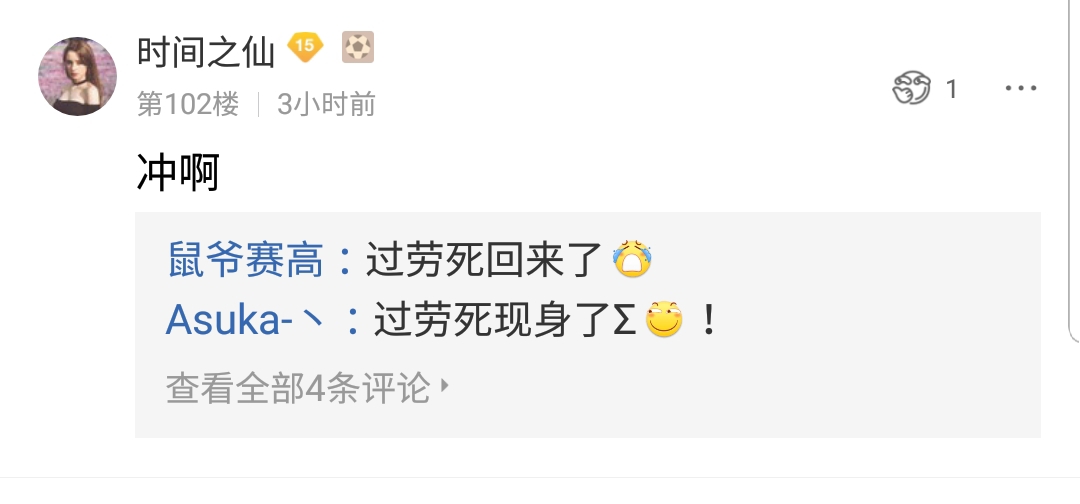 时间之仙 15
第102楼 | 3小时前 1
冲啊
鼠爷赛高：过劳死回来了
Asuka-丶：过劳死现身了Σ！
查看全部4条评论